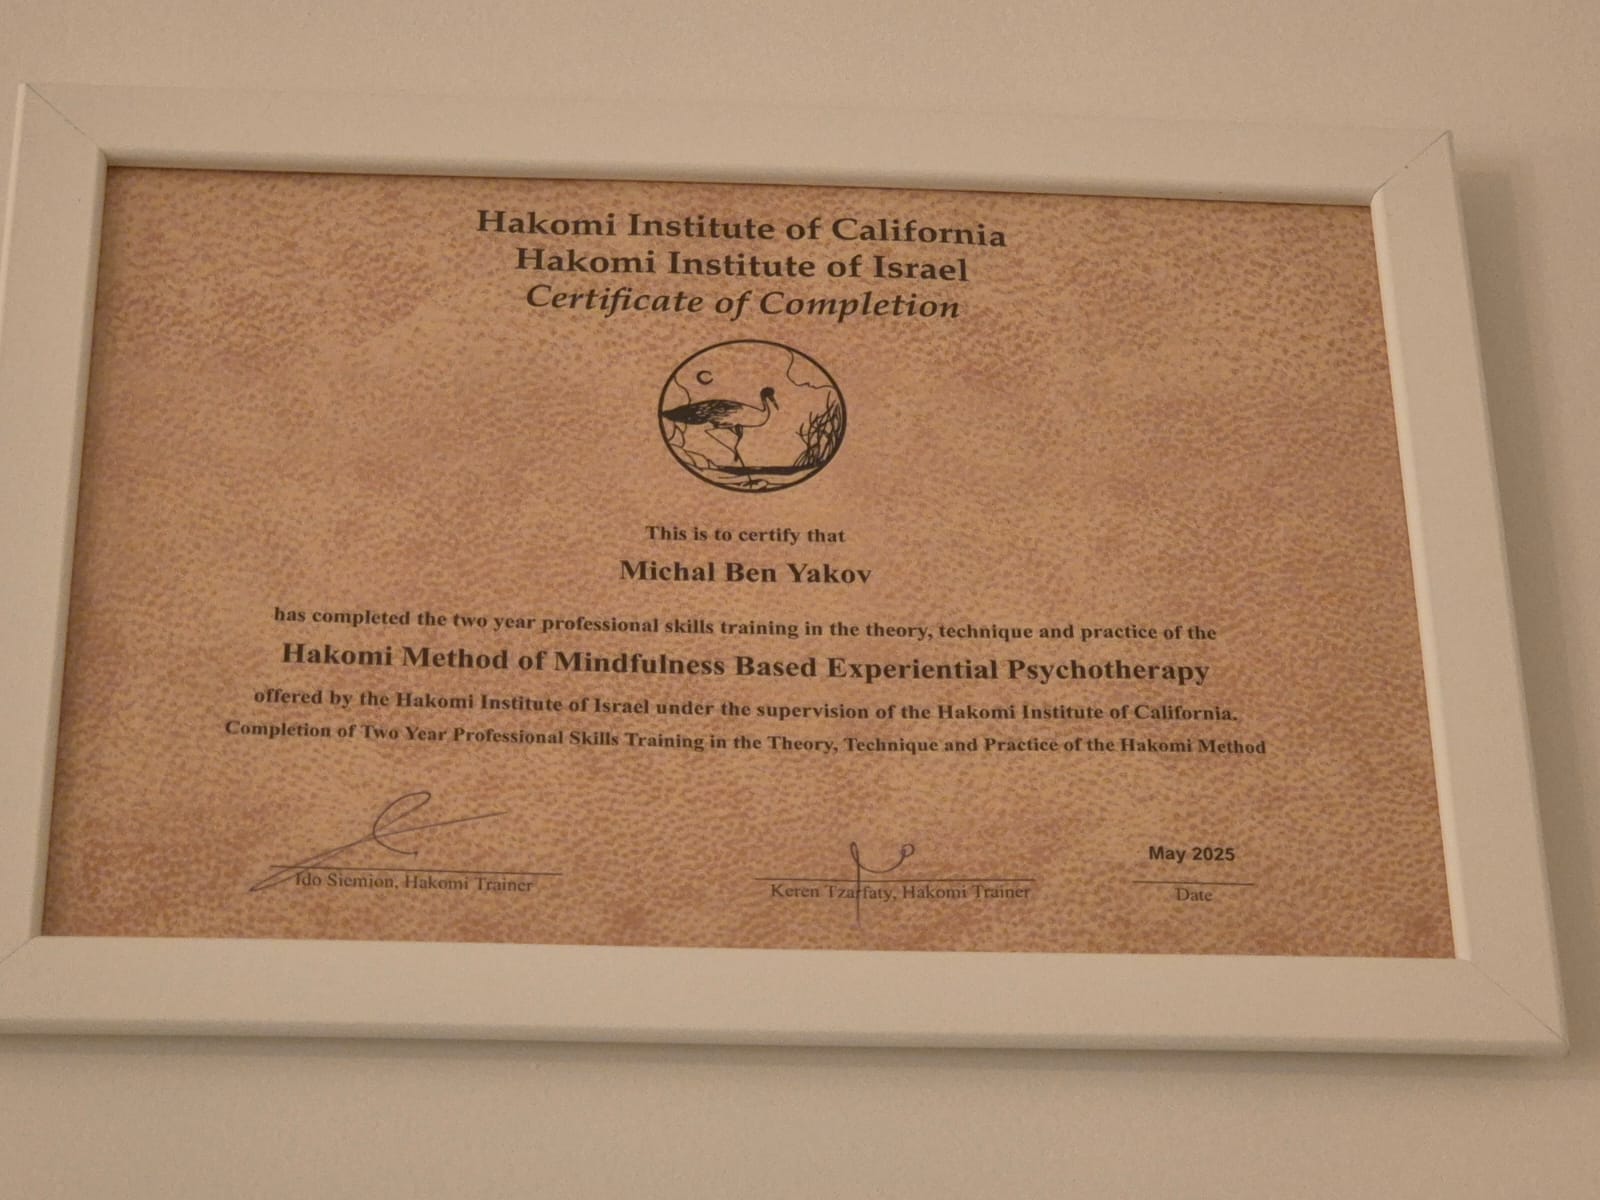 Hakomi Institute of California
Hakomi Institute of Israel
Certificate of Completion
This is to certify that
Michal Ben Yakov
has completed the two year professional skills training in the theory, technique and practice of the
Hakomi Method of Mindfulness Based Experiential Psychotherapy
offered by the Hakomi Institute of Israel under the supervision of the Hakomi Institute of California.
Completion of Two Year Professional Skills Training in the Theory, Technique and Practice of the Hakomi Method
Ido Siemion, Hakomi Trainer
Keren Tzarfaty, Hakomi Trainer
May 2025
Date